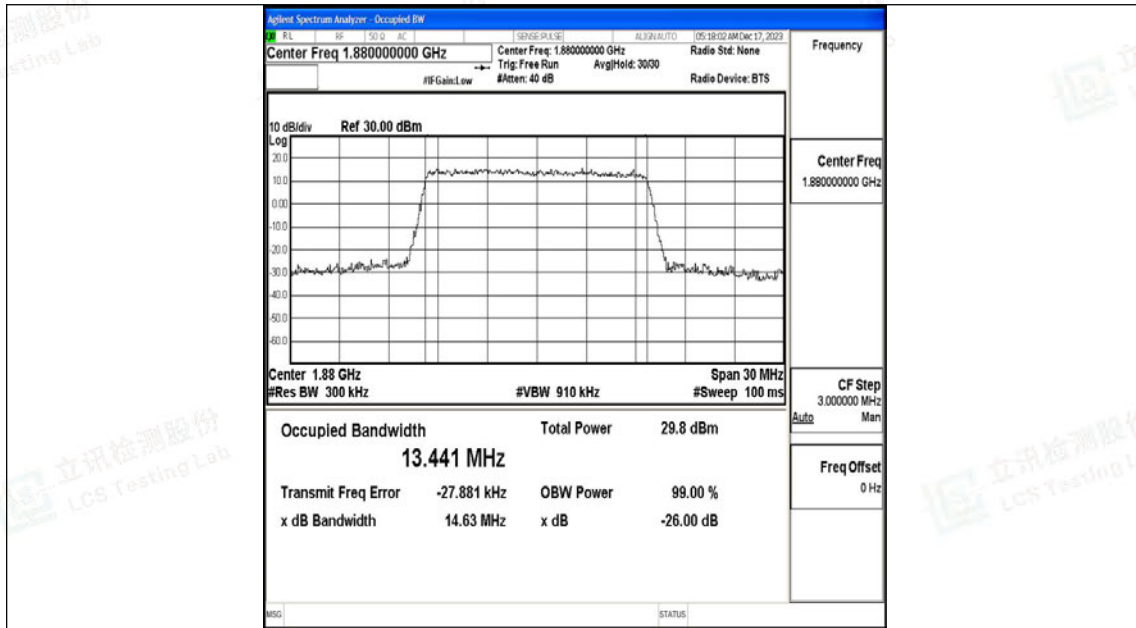 Agilent Spectrum Analyzer - Occupied BW
RL RF 50 Ω AC SENSE:PULSE ALIGNAUTO 05:18:02 AM Dec 17, 2023
Center Freq 1.880000000 GHz
Center Freq: 1.880000000 GHz
Radio Std: None
Trig: Free Run Avg|Hold: 30/30
#IFGain:Low
#Atten: 40 dB
Radio Device: BTS
Frequency
10 dB/div Ref 30.00 dBm
Log
20.0
10.0
0.00
-10.0
-20.0
-30.0
-40.0
-50.0
-60.0
Center 1.88 GHz Span 30 MHz
#Res BW 300 kHz #VBW 910 kHz #Sweep 100 ms
Center Freq
1.880000000 GHz
CF Step
3.000000 MHz
Auto Man
Freq Offset
0 Hz
Occupied Bandwidth Total Power 29.8 dBm
13.441 MHz
Transmit Freq Error -27.881 kHz OBW Power 99.00 %
x dB Bandwidth 14.63 MHz x dB -26.00 dB
MSG STATUS
立讯检测股份
LCS Testing Lab
立讯检测股份